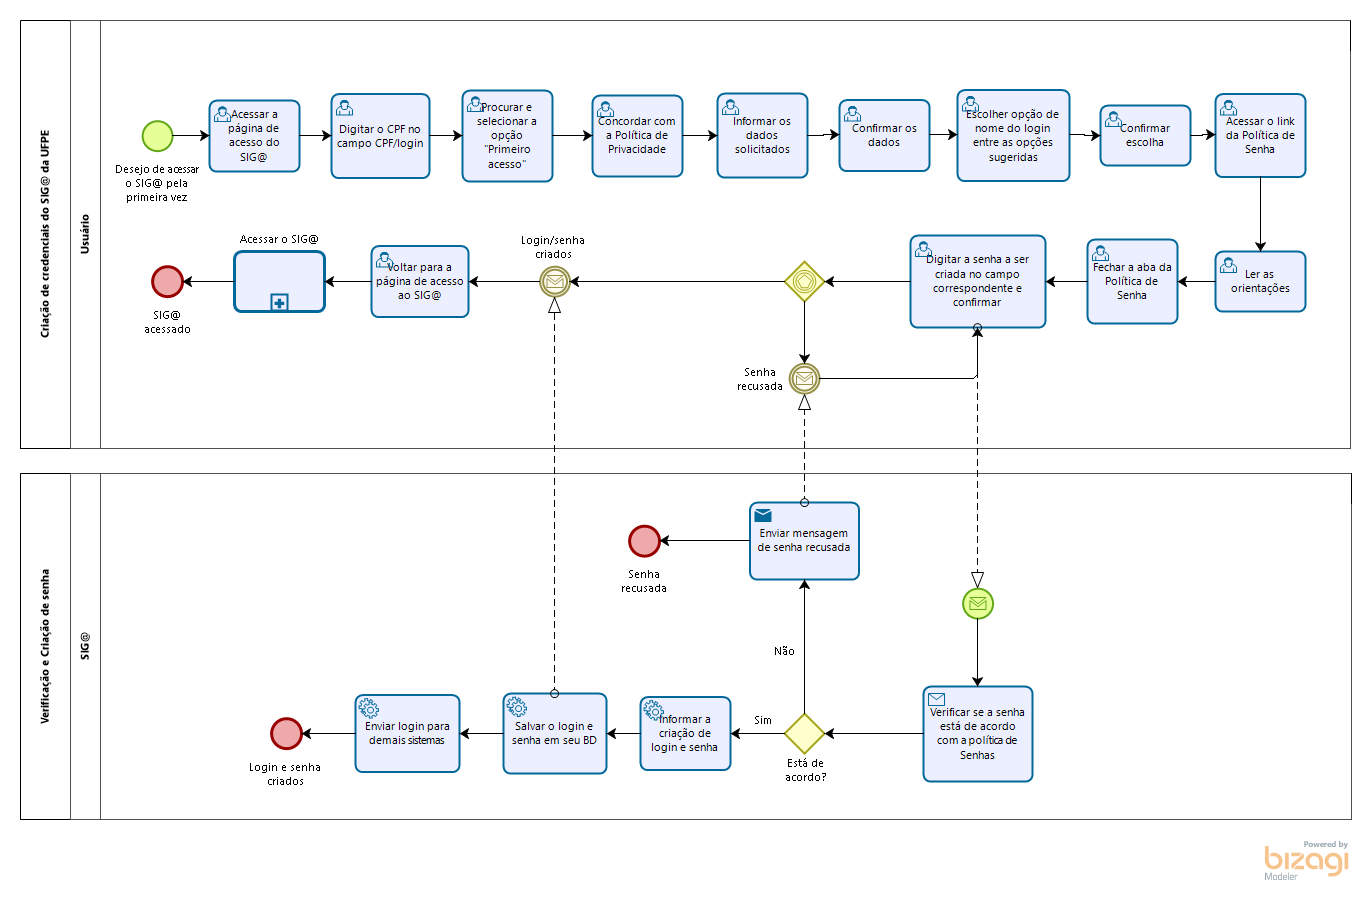 Criação de credenciais do SIG@ da UFPE
Usuário
Desejo de acessar
o SIG@ pela
primeira vez
Acessar a
página de
acesso do
SIG@
Digitar o CPF no
campo CPF/login
Procurar e
selecionar a
opção
"Primeiro
acesso"
Concordar com
a Política de
Privacidade
Informar os
dados
solicitados
Confirmar os
dados
Escolher opção de
nome do login
entre as opções
sugeridas
Confirmar
escolha
Acessar o link
da Política de
Senha
Ler as
orientações
Fechar a aba da
Política de
Senha
Digitar a senha a ser
criada no campo
correspondente e
confirmar
Senha
recusada
Login/senha
criados
Voltar para a
página de acesso
ao SIG@
Acessar o SIG@
SIG@
acessado
Verificação e Criação de senha
SIG@
Enviar mensagem
de senha recusada
Senha
recusada
Não
Verificar se a senha
está de acordo
com a política de
Senhas
Está de
acordo?
Sim
Informar a
criação de
login e senha
Salvar o login e
senha em seu BD
Enviar login para
demais sistemas
Login e senha
criados
Powered by
bizagi
Modeler